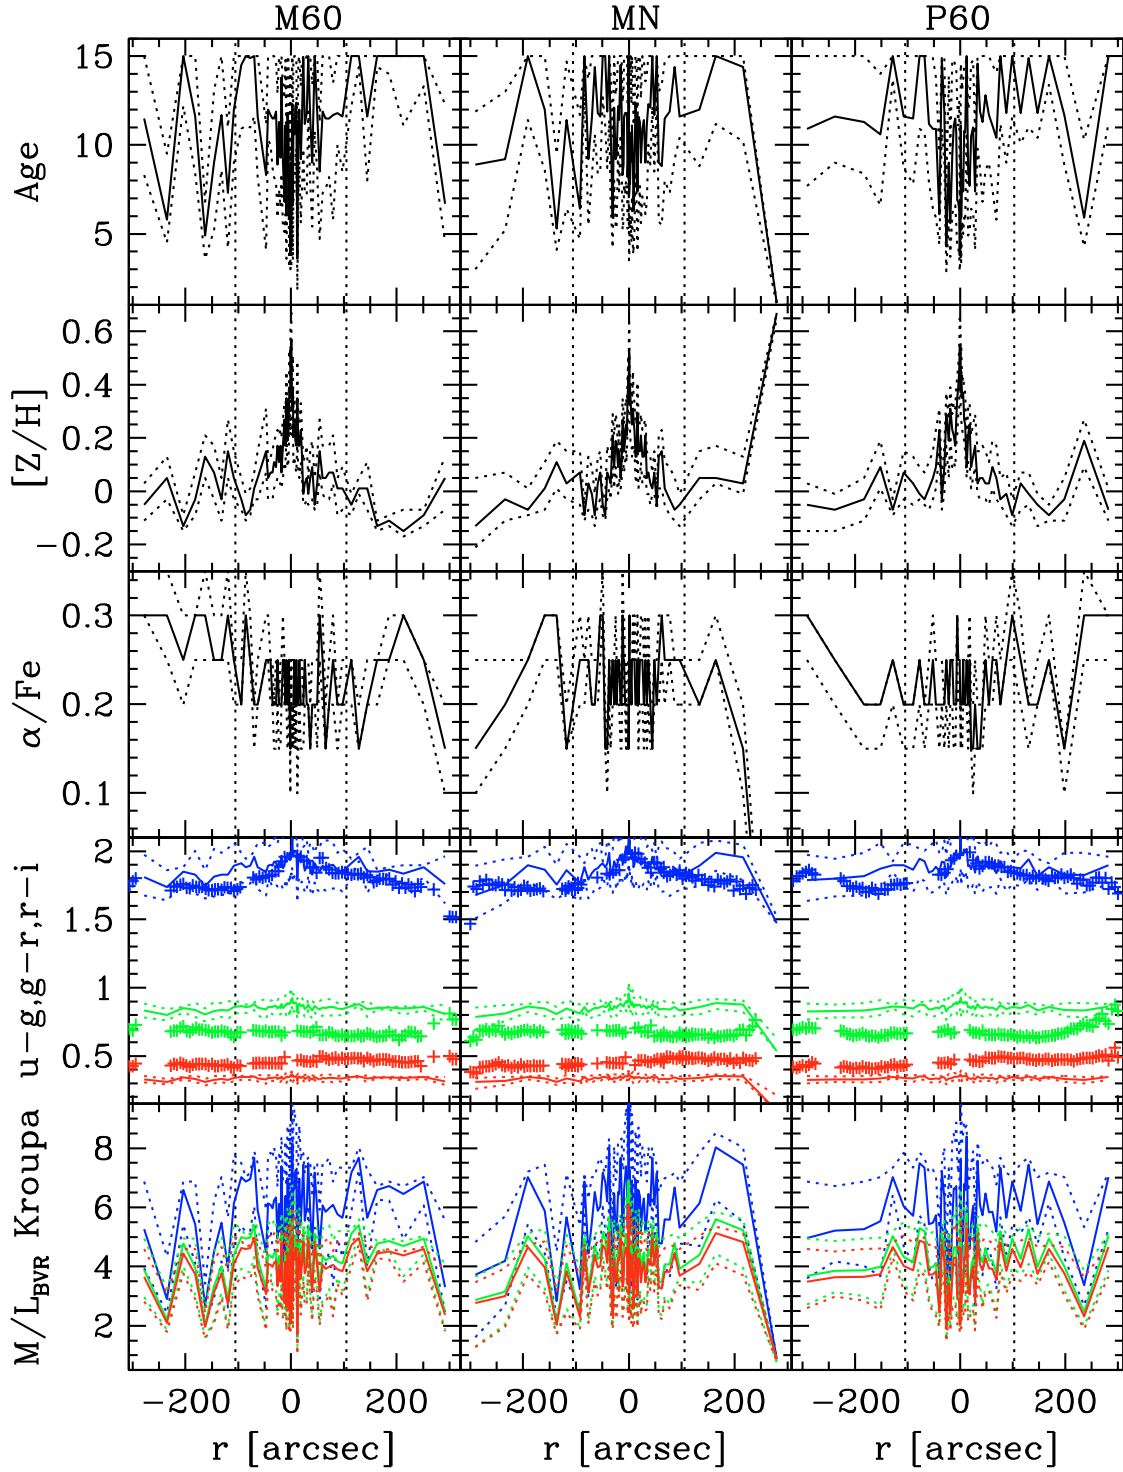 M60 MN P60
Age
15
10
5
[Z/H]
0.6
0.4
0.2
0
−0.2
α/Fe
0.3
0.2
0.1
u−g,g−r,r−i
2
1.5
1
0.5
M/L_BVR Kroupa
8
6
4
2
−200 0 200 −200 0 200 −200 0 200
r [arcsec] r [arcsec] r [arcsec]